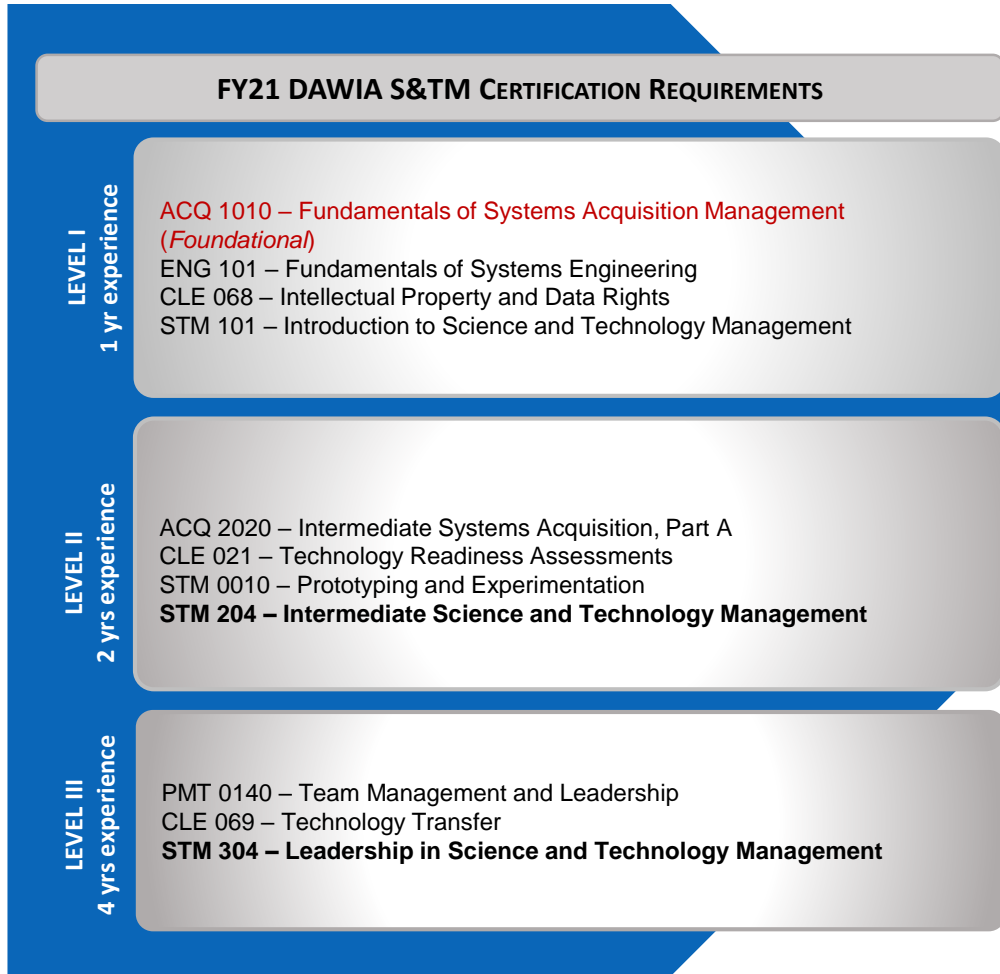 FY21 DAWIA S&TM CERTIFICATION REQUIREMENTS
LEVEL I
1 yr experience
ACQ 1010 – Fundamentals of Systems Acquisition Management
(Foundational)
ENG 101 – Fundamentals of Systems Engineering
CLE 068 – Intellectual Property and Data Rights
STM 101 – Introduction to Science and Technology Management
LEVEL II
2 yrs experience
ACQ 2020 – Intermediate Systems Acquisition, Part A
CLE 021 – Technology Readiness Assessments
STM 0010 – Prototyping and Experimentation
STM 204 – Intermediate Science and Technology Management
LEVEL III
4 yrs experience
PMT 0140 – Team Management and Leadership
CLE 069 – Technology Transfer
STM 304 – Leadership in Science and Technology Management